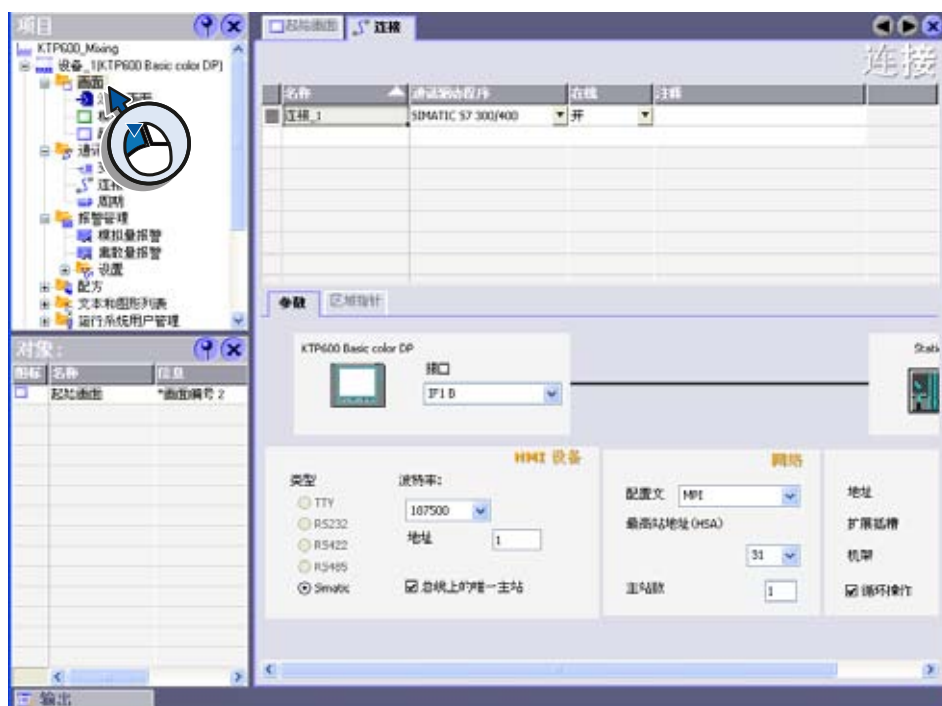 项目
起始画面
连接
KTP600_Mixing
设备_1(KTP600 Basic color DP)
画面
连接
周期
报警管理
模拟量报警
离散量报警
设置
配方
文本和图形列表
运行系统用户管理
连接
名称 通讯驱动程序 在线 注释
连接_1 SIMATIC S7 300/400 开
参数 区域指针
KTP600 Basic color DP
接口
IF1 B
Stati
对象:
图标 名称 信息
起始画面 *画面编号 2
HMI 设备
类型
TTY
RS232
RS422
RS485
Simatic
波特率:
187500
地址 1
总线上的唯一主站
网络
配置文 MPI
最高站地址(HSA)
31
主站数 1
地址
扩展插槽
机架
循环操作
输出